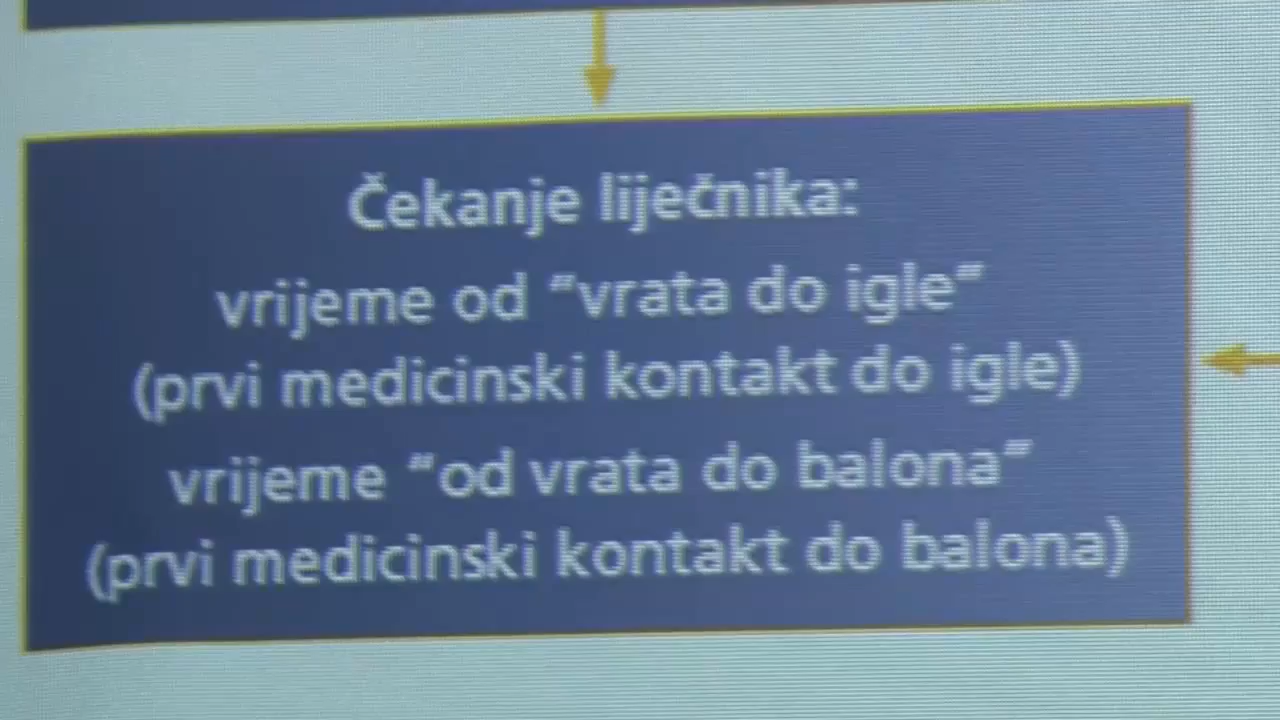 Čekanje liječnika:
vrijeme od “vrata do igle“
(prvi medicinski kontakt do igle)
vrijeme “od vrata do balona“
(prvi medicinski kontakt do balona)